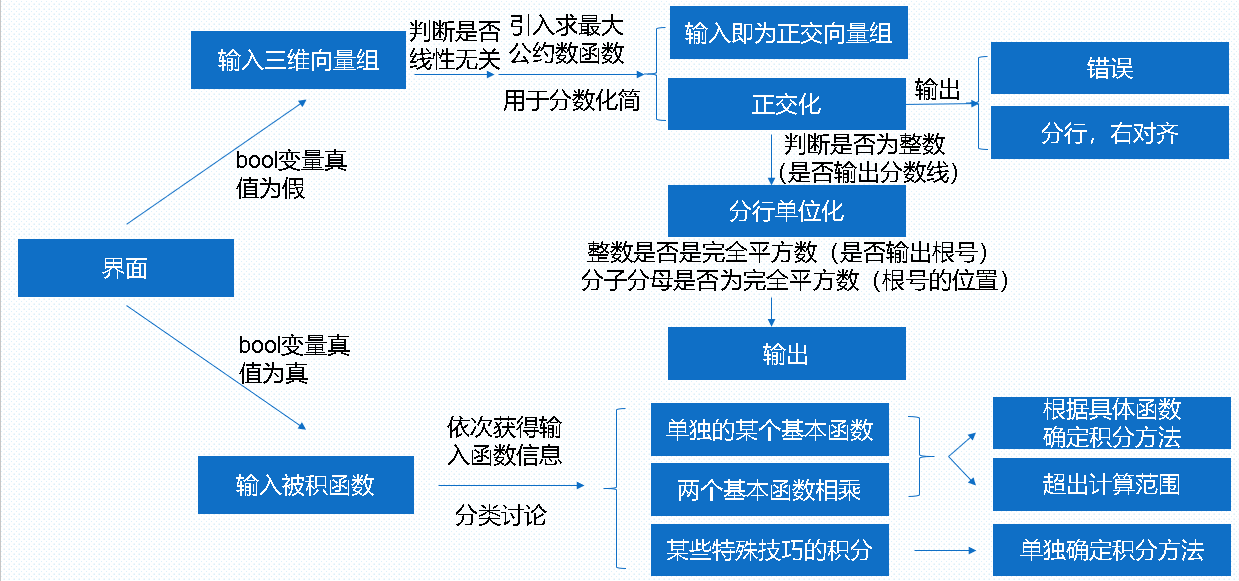 界面
bool变量真
值为假
输入三维向量组
判断是否
线性无关
引入求最大
公约数函数
用于分数化简
输入即为正交向量组
正交化
输出
错误
分行，右对齐
判断是否为整数
（是否输出分数线）
分行单位化
整数是否是完全平方数（是否输出根号）
分子分母是否为完全平方数（根号的位置）
输出
bool变量真
值为真
输入被积函数
依次获得输
入函数信息
分类讨论
单独的某个基本函数
两个基本函数相乘
某些特殊技巧的积分
根据具体函数
确定积分方法
超出计算范围
单独确定积分方法